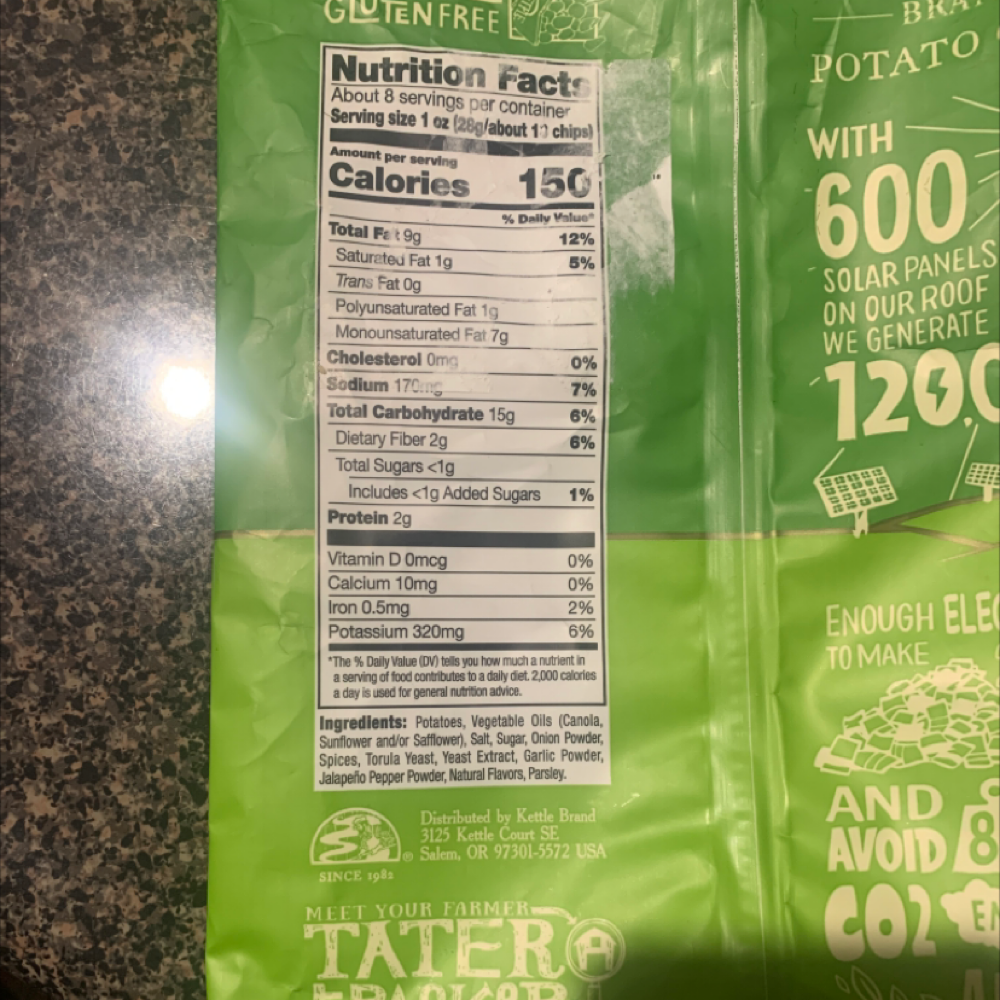 GLUTEN FREE
Nutrition Facts
About 8 servings per container
Serving size 1 oz (28g/about 13 chips)
Amount per serving
Calories 150
% Daily Value*
Total Fat 9g 12%
Saturated Fat 1g 5%
Trans Fat 0g
Polyunsaturated Fat 1g
Monounsaturated Fat 7g
Cholesterol 0mg 0%
Sodium 170mg 7%
Total Carbohydrate 15g 6%
Dietary Fiber 2g 6%
Total Sugars <1g
Includes <1g Added Sugars 1%
Protein 2g
Vitamin D 0mcg 0%
Calcium 10mg 0%
Iron 0.5mg 2%
Potassium 320mg 6%
*The % Daily Value (DV) tells you how much a nutrient in
a serving of food contributes to a daily diet. 2,000 calories
a day is used for general nutrition advice.
Ingredients: Potatoes, Vegetable Oils (Canola,
Sunflower and/or Safflower), Salt, Sugar, Onion Powder,
Spices, Torula Yeast, Yeast Extract, Garlic Powder,
Jalapeño Pepper Powder, Natural Flavors, Parsley.
Distributed by Kettle Brand
3125 Kettle Court SE
® Salem, OR 97301-5572 USA
SINCE 1982
MEET YOUR FARMER
TATER
POTATO
WITH
600
SOLAR PANELS
ON OUR ROOF
WE GENERATE
120,0
ENOUGH ELEC
TO MAKE
AND
AVOID 8
CO2